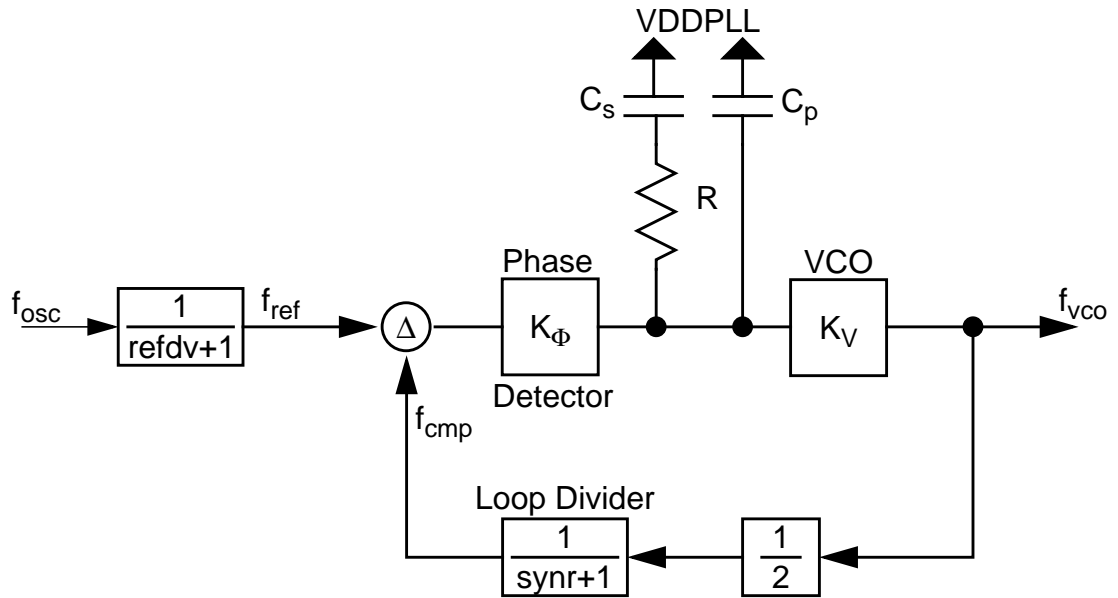 VDDPLL
Cs
Cp
R
Phase
VCO
fosc
1
refdv+1
fref
Δ
KΦ
KV
fvco
Detector
fcmp
Loop Divider
1
synr+1
1
2